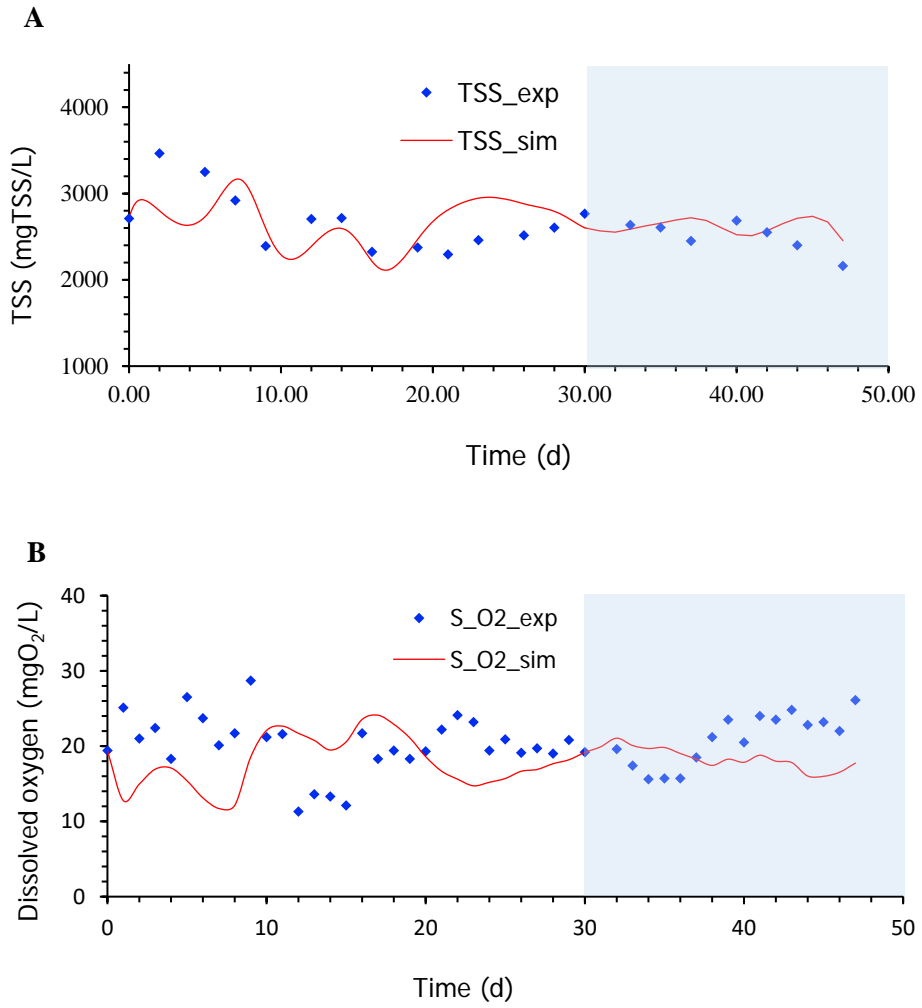 A
4000
3000
2000
1000
TSS (mgTSS/L)
TSS_exp
TSS_sim
0.00 10.00 20.00 30.00 40.00 50.00
Time (d)
B
40
30
20
10
0
Dissolved oxygen (mgO₂/L)
S_O2_exp
S_O2_sim
0 10 20 30 40 50
Time (d)